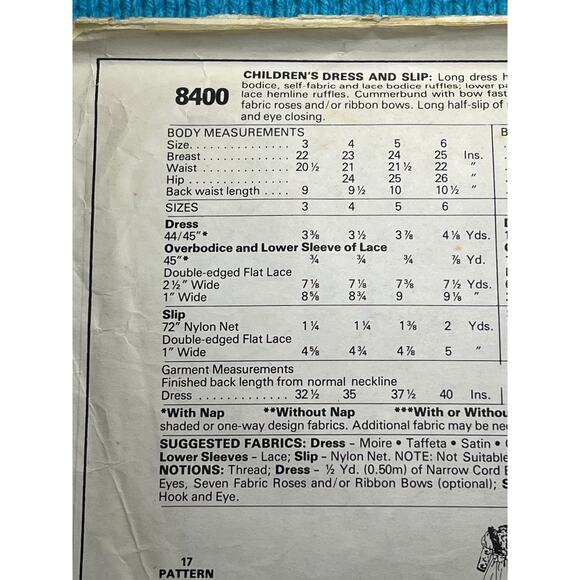 8400 CHILDREN'S DRESS AND SLIP: Long dress h
bodice, self-fabric and lace bodice ruffles; lower pa
lace hemline ruffles. Cummerbund with bow fast
fabric roses and/or ribbon bows. Long half-slip of
and eye closing.
BODY MEASUREMENTS
Size 3 4 5 6
Breast 22 23 24 25 Ins.
Waist 20½ 21 21½ 22 "
Hip 24 25 26 "
Back waist length 9 9½ 10 10½ "
SIZES 3 4 5 6
Dress
44/45"* 3⅜ 3½ 3⅞ 4⅛ Yds.
Overbodice and Lower Sleeve of Lace
45"* ¾ ¾ ¾ ⅞ Yd.
Double-edged Flat Lace
2½" Wide 7⅛ 7⅛ 7⅜ 7½ Yds.
1" Wide 8⅝ 8¾ 9 9⅛ "
Slip
72" Nylon Net 1¼ 1¼ 1⅜ 2 Yds.
Double-edged Flat Lace
1" Wide 4⅝ 4¾ 4⅞ 5 "
Garment Measurements
Finished back length from normal neckline
Dress 32½ 35 37½ 40 Ins.
*With Nap **Without Nap ***With or Withou
shaded or one-way design fabrics. Additional fabric may be nee
SUGGESTED FABRICS: Dress – Moire • Taffeta • Satin •
Lower Sleeves – Lace; Slip – Nylon Net. NOTE: Not Suitable
NOTIONS: Thread; Dress – ½ Yd. (0.50m) of Narrow Cord E
Eyes, Seven Fabric Roses and/or Ribbon Bows (optional); S
Hook and Eye.
17
PATTERN